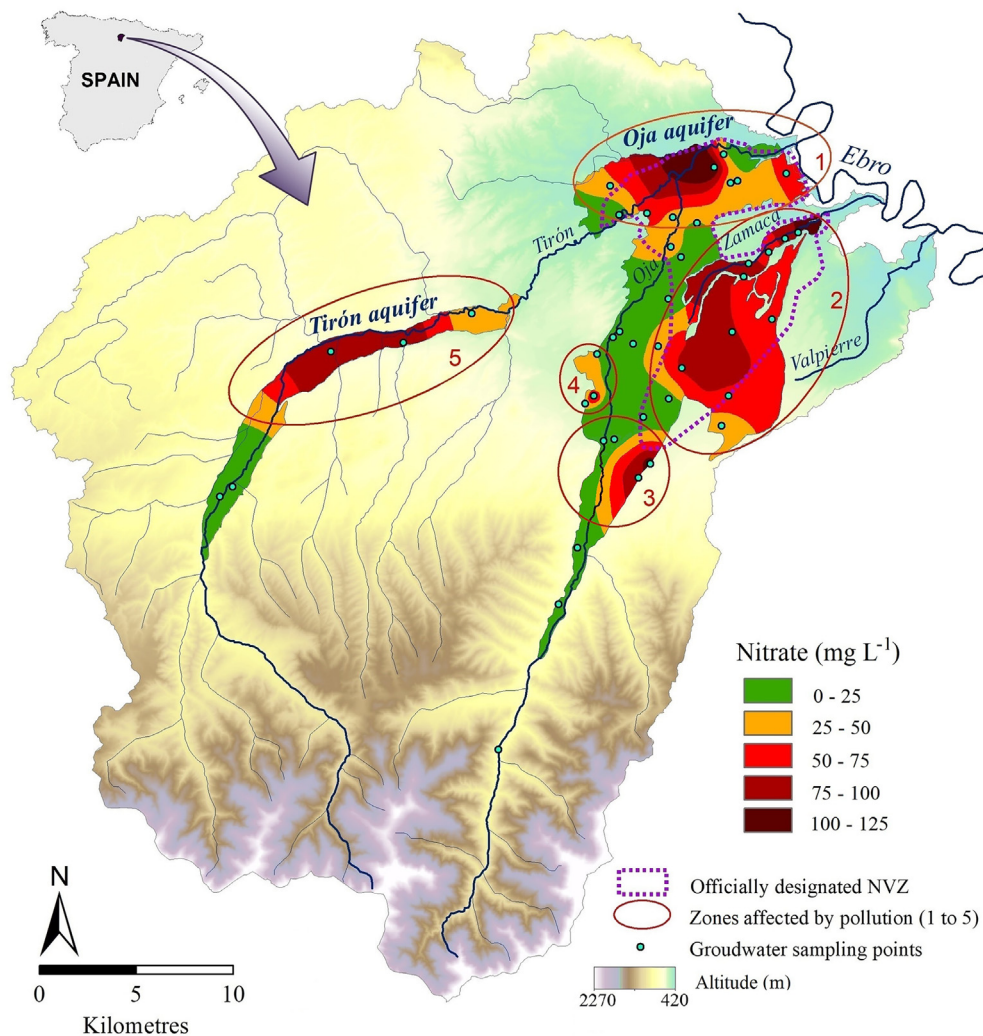 SPAIN
Oja aquifer
1
Ebro
Zamaca
Tirón
Oja
2
Tirón aquifer
5
Valpierre
4
3
Nitrate (mg L-1)
0 - 25
25 - 50
50 - 75
75 - 100
100 - 125
N
Officially designated NVZ
Zones affected by pollution (1 to 5)
Groudwater sampling points
Altitude (m)
2270 420
0 5 10
Kilometres